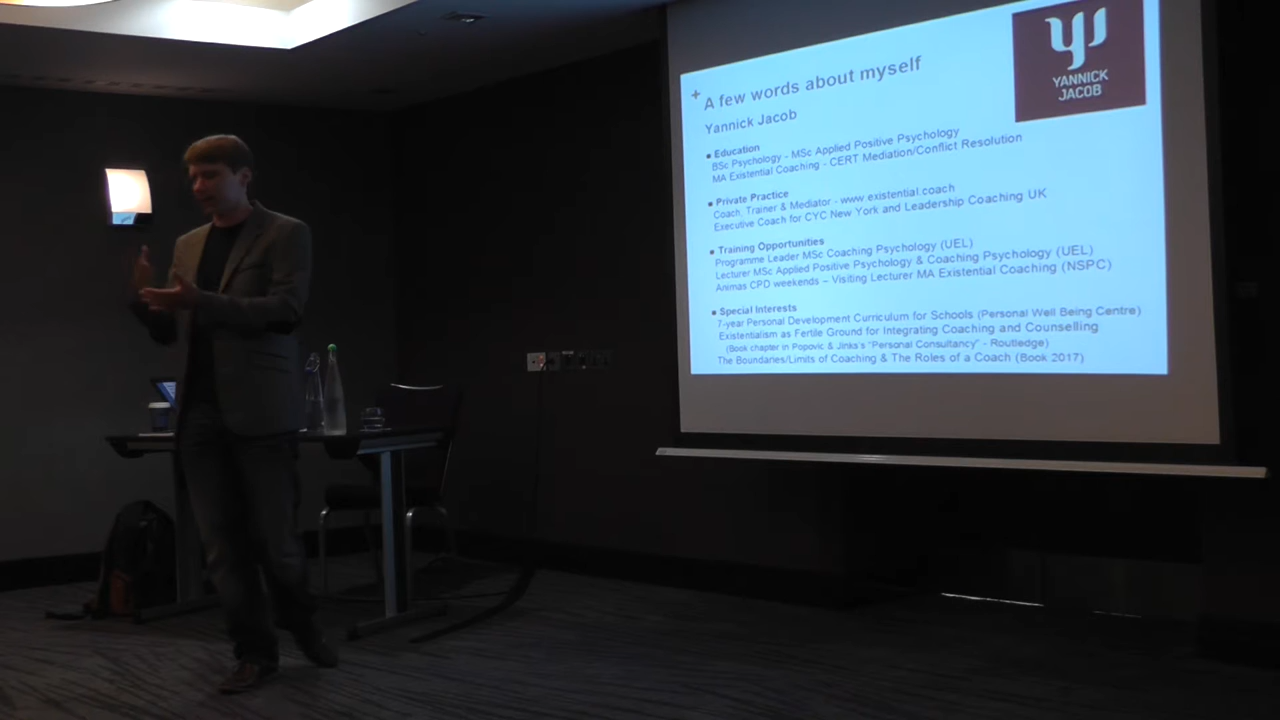 + A few words about myself
YANNICK
JACOB
Yannick Jacob
▪ Education
BSc Psychology - MSc Applied Positive Psychology
MA Existential Coaching - CERT Mediation/Conflict Resolution
▪ Private Practice
Coach, Trainer & Mediator - www.existential.coach
Executive Coach for CYC New York and Leadership Coaching UK
▪ Training Opportunities
Programme Leader MSc Coaching Psychology (UEL)
Lecturer MSc Applied Positive Psychology & Coaching Psychology (UEL)
Animas CPD weekends – Visiting Lecturer MA Existential Coaching (NSPC)
▪ Special Interests
7-year Personal Development Curriculum for Schools (Personal Well Being Centre)
Existentialism as Fertile Ground for Integrating Coaching and Counselling
(Book chapter in Popovic & Jinks's "Personal Consultancy" - Routledge)
The Boundaries/Limits of Coaching & The Roles of a Coach (Book 2017)